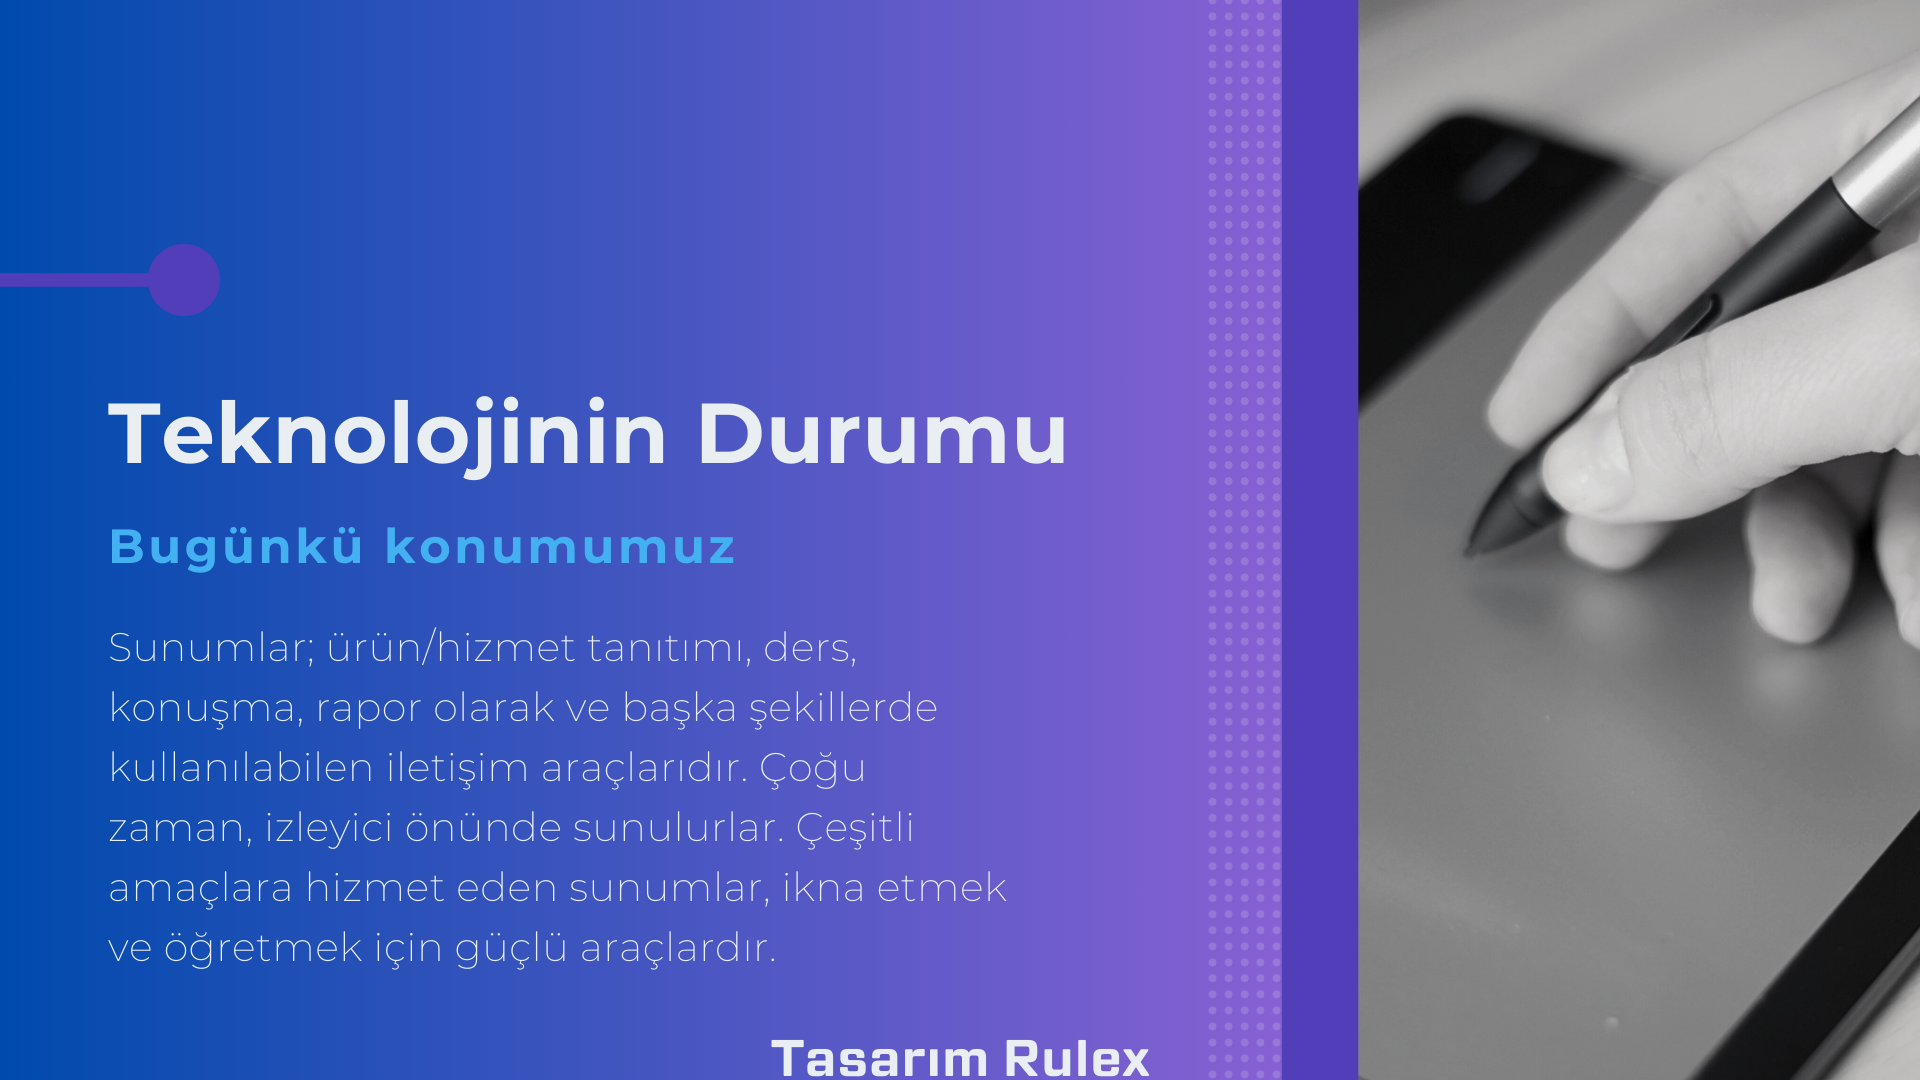 Teknolojinin Durumu
Bugünkü konumumuz
Sunumlar; ürün/hizmet tanıtımı, ders,
konuşma, rapor olarak ve başka şekillerde
kullanılabilen iletişim araçlarıdır. Çoğu
zaman, izleyici önünde sunulurlar. Çeşitli
amaçlara hizmet eden sunumlar, ikna etmek
ve öğretmek için güçlü araçlardır.
Tasarım Rulex